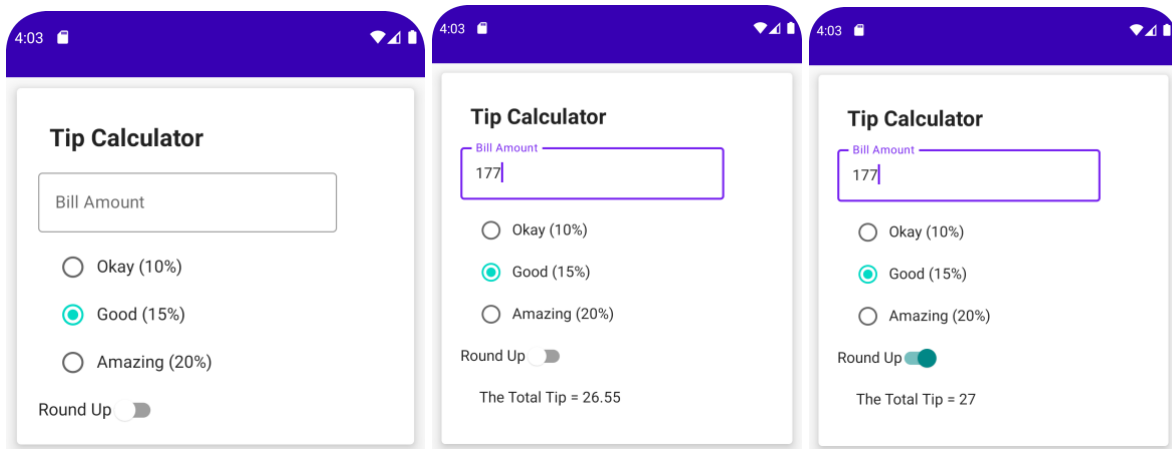 4:03
Tip Calculator
Bill Amount
Okay (10%)
Good (15%)
Amazing (20%)
Round Up
4:03
Tip Calculator
Bill Amount
177
Okay (10%)
Good (15%)
Amazing (20%)
Round Up
The Total Tip = 26.55
4:03
Tip Calculator
Bill Amount
177
Okay (10%)
Good (15%)
Amazing (20%)
Round Up
The Total Tip = 27